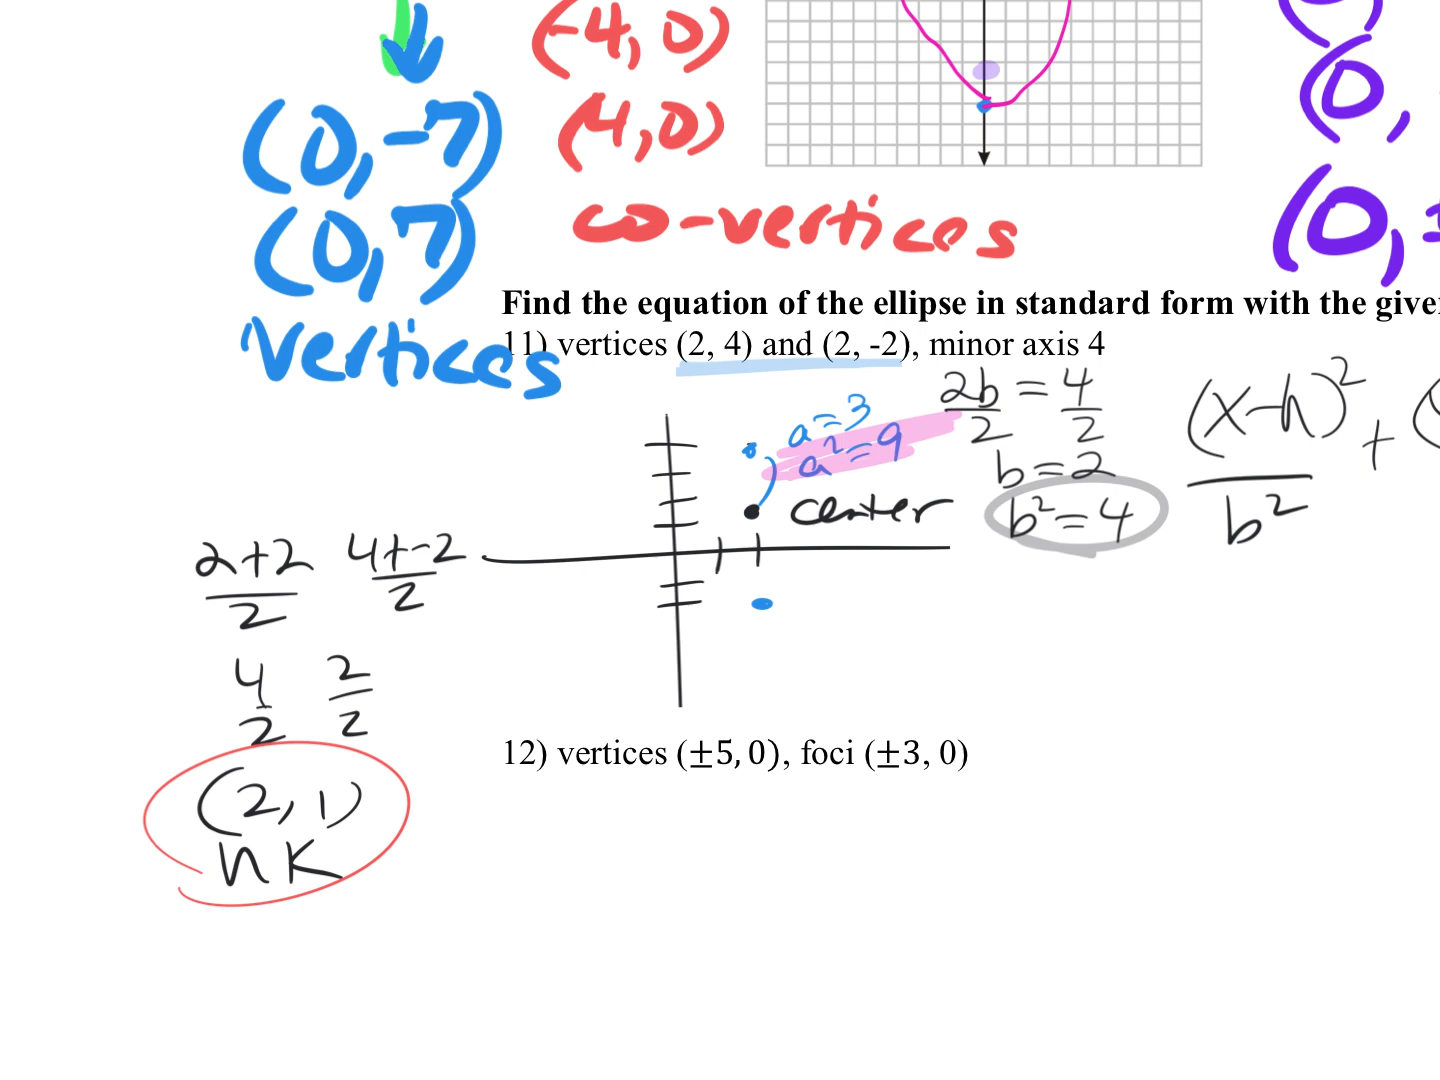 (-4, 0)
(4,0)
(0,-7)
(0,7)
vertices
co-vertices
(0,
(0,
Find the equation of the ellipse in standard form with the give
11) vertices (2, 4) and (2, -2), minor axis 4
a=3
a²=9
center
2b = 4
2 2
b=2
b²=4
(x-h)² +
b²
2+2 4+-2
2 2
4 2
2 2
(2, 1)
h K
12) vertices (±5, 0), foci (±3, 0)